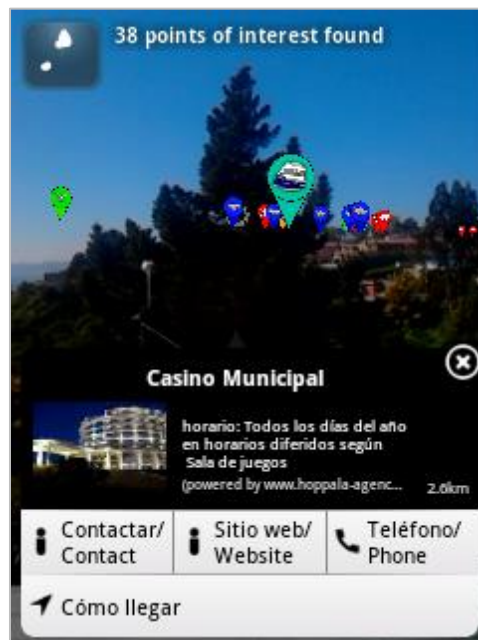 38 points of interest found
Casino Municipal
horario: Todos los días del año
en horarios diferidos según
Sala de juegos
(powered by www.hoppala-agenc...
2.6km
Contactar/
Contact
Sitio web/
Website
Teléfono/
Phone
Cómo llegar